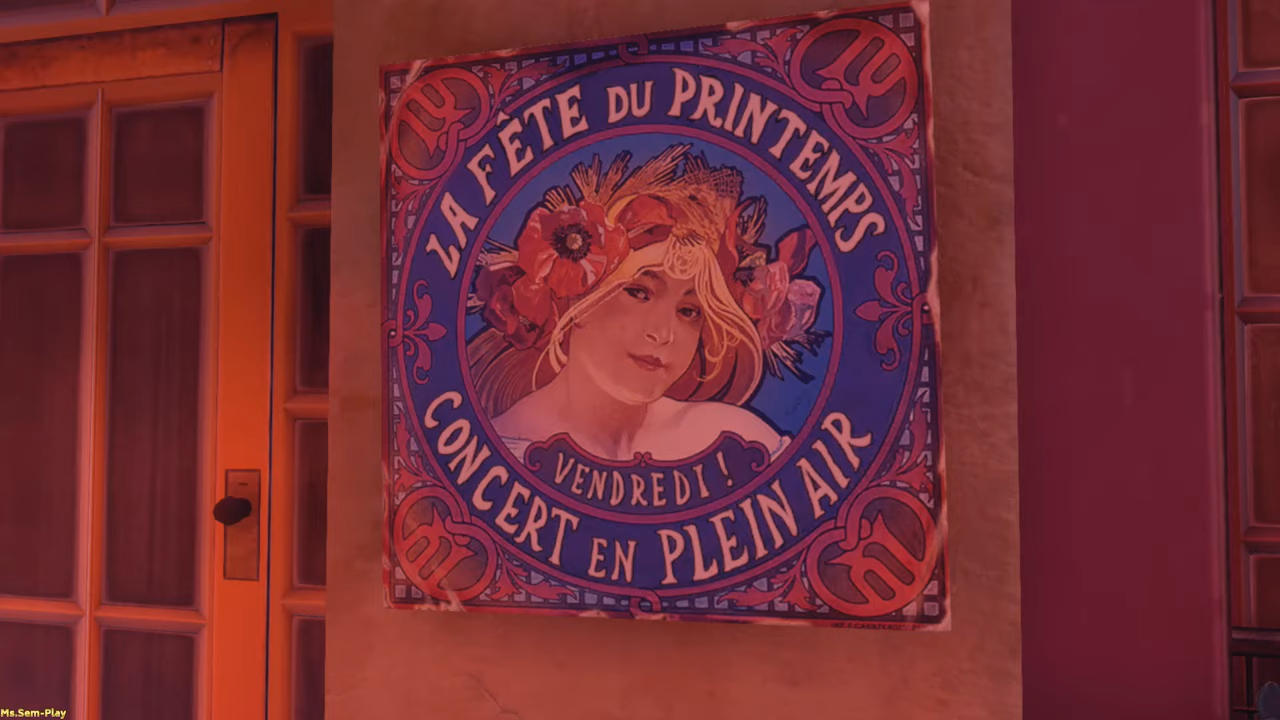 LA FÊTE DU PRINTEMPS
VENDREDI !
CONCERT EN PLEIN AIR
Ms.Sem-Play